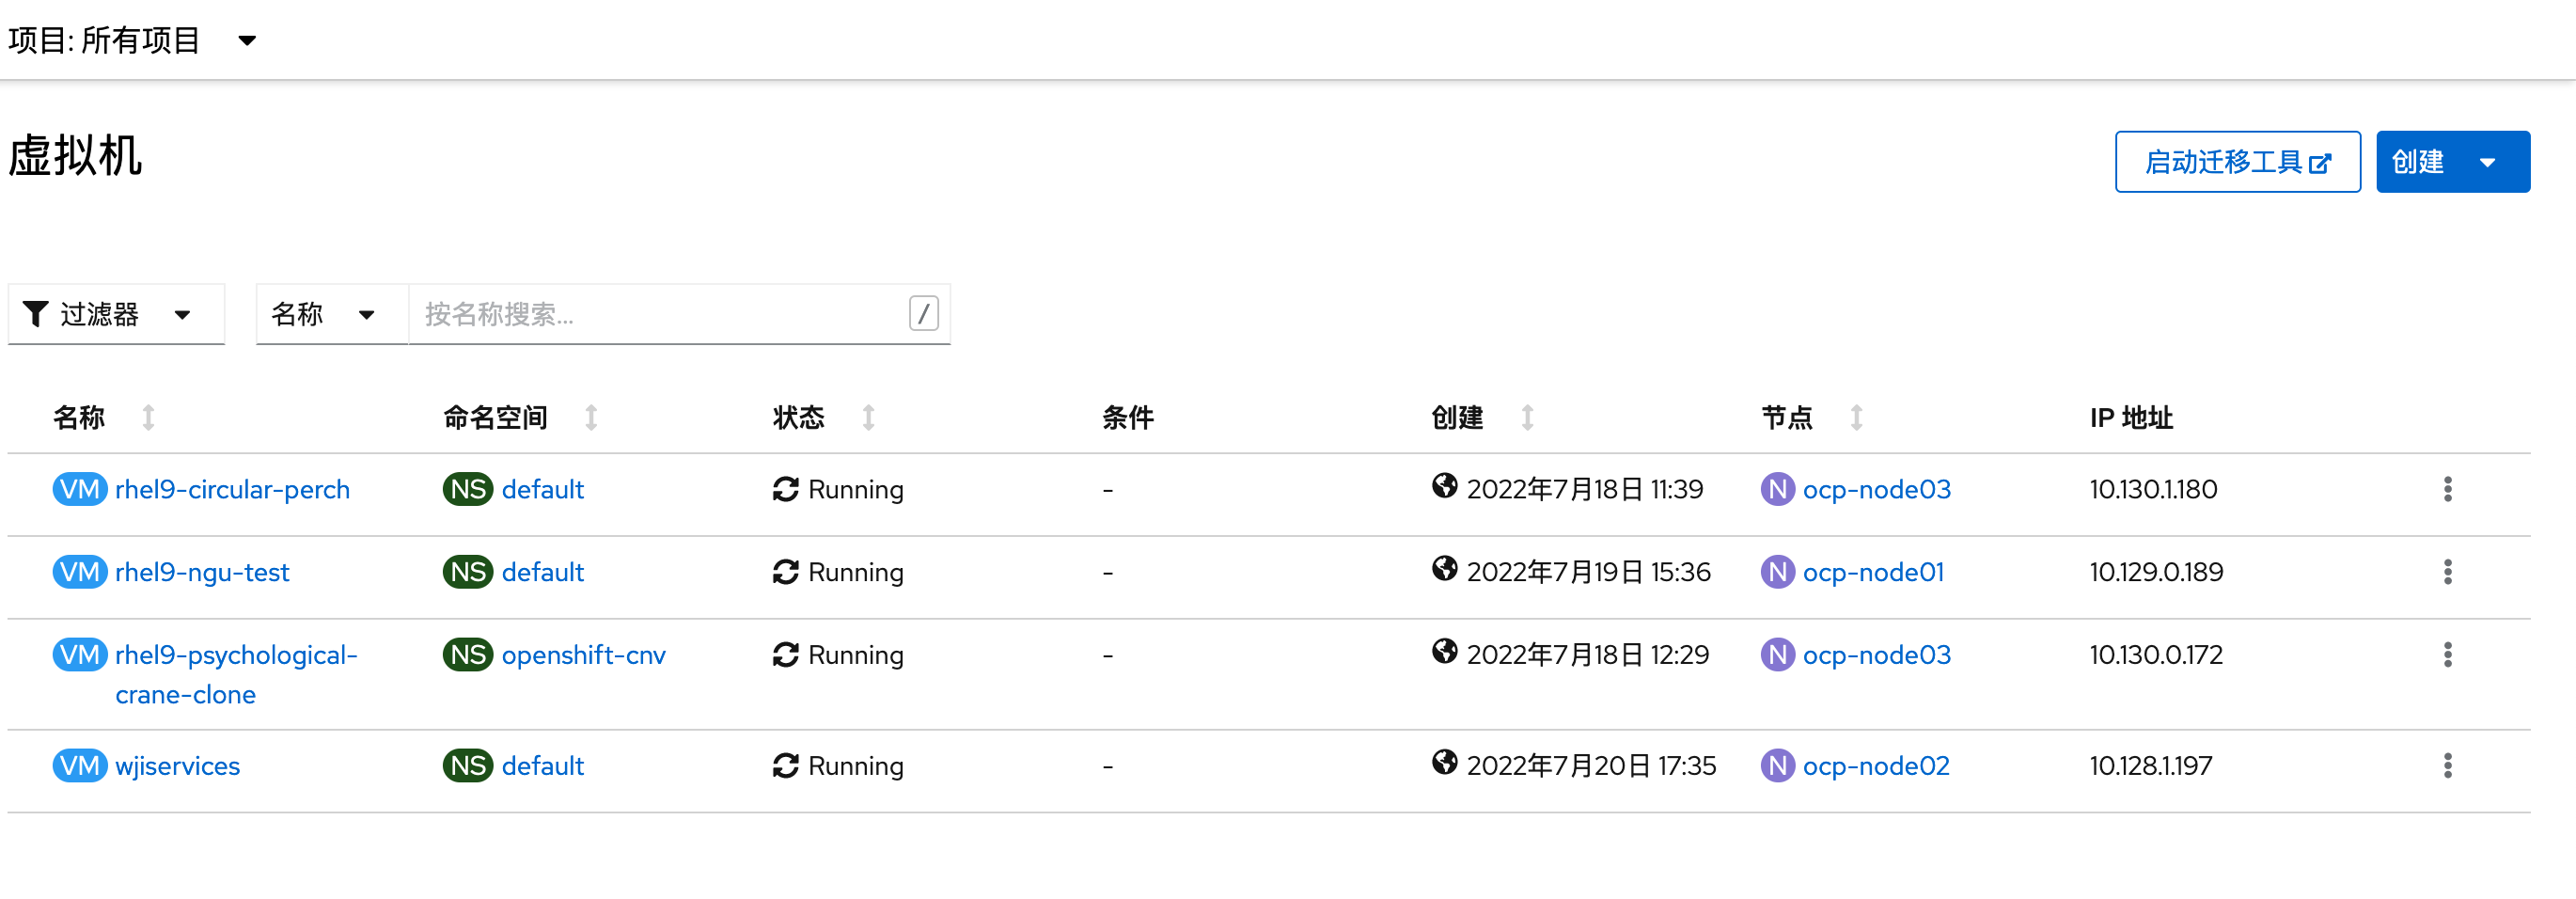 项目: 所有项目
虚拟机
启动迁移工具 创建
过滤器 名称 按名称搜索... /
名称 命名空间 状态 条件 创建 节点 IP 地址
VM rhel9-circular-perch NS default Running - 2022年7月18日 11:39 N ocp-node03 10.130.1.180
VM rhel9-ngu-test NS default Running - 2022年7月19日 15:36 N ocp-node01 10.129.0.189
VM rhel9-psychological- NS openshift-cnv Running - 2022年7月18日 12:29 N ocp-node03 10.130.0.172
crane-clone
VM wjiservices NS default Running - 2022年7月20日 17:35 N ocp-node02 10.128.1.197